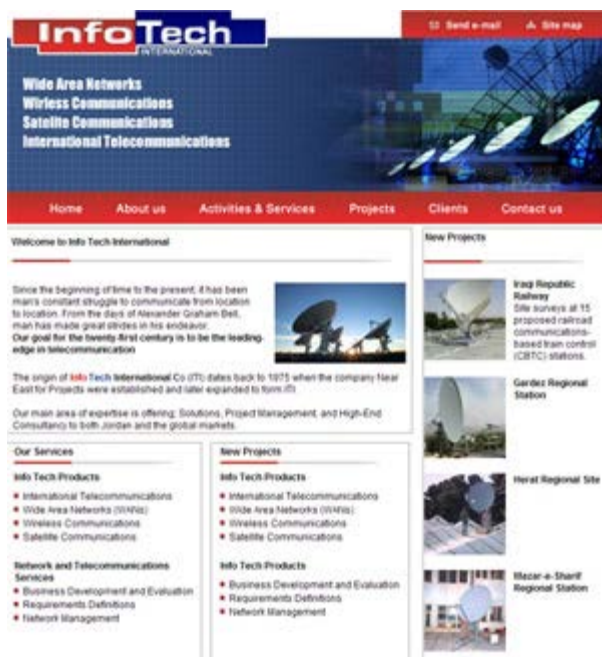 InfoTech
INTERNATIONAL
Send e-mail
Site map
Wide Area Networks
Wirless Communications
Satelite Communications
International Telecommunications
Home
About us
Activities & Services
Projects
Clients
Contact us
Welcome to Info Tech International
Since the beginning of time to the present, it has been
man's constant struggle to communicate from location
to location. From the days of Alexander Graham Bell,
man has made great strides in his endeavor.
Our goal for the twenty-first century is to be the leading-
edge in telecommunication
The origin of Info Tech International Co (ITI) dates back to 1975 when the company Near
East for Projects were established and later expanded to form ITI.
Our main area of expertise is offering; Solutions, Project Management, and High-End
Consultancy to both Jordan and the global markets.
Our Services
Info Tech Products
International Telecommunications
Wide Area Networks (WANs)
Wireless Communications
Satellite Communications
Network and Telecommunications
Services
Business Development and Evaluation
Requirements Definitions
Network Management
New Projects
Info Tech Products
International Telecommunications
Wide Area Networks (WANs)
Wireless Communications
Satellite Communications
Info Tech Products
Business Development and Evaluation
Requirements Definitions
Network Management
New Projects
Iraqi Republic
Railway
Site surveys at 15
proposed railroad
communications-
based train control
(CBTC) stations.
Gardez Regional
Station
Herat Regional Site
Mazar-e-Sharif
Regional Station